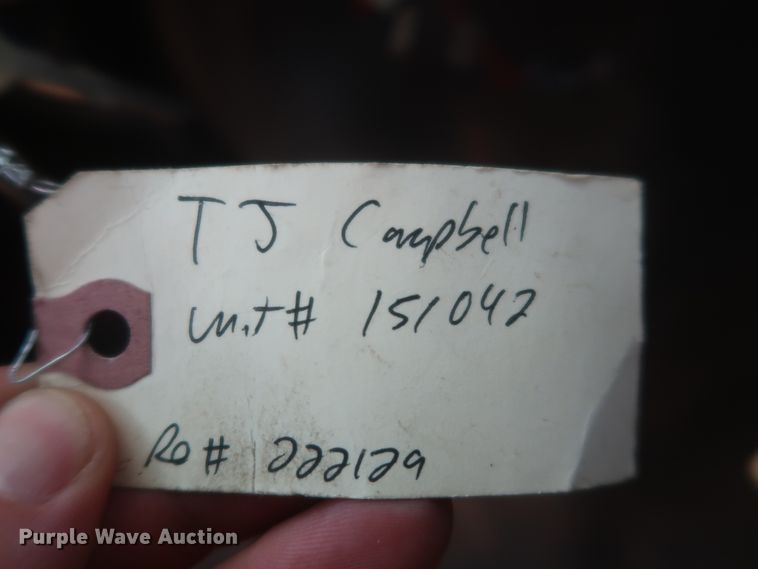 TJ Campbell
Unit# 151042
Ro# 222129
Purple Wave Auction